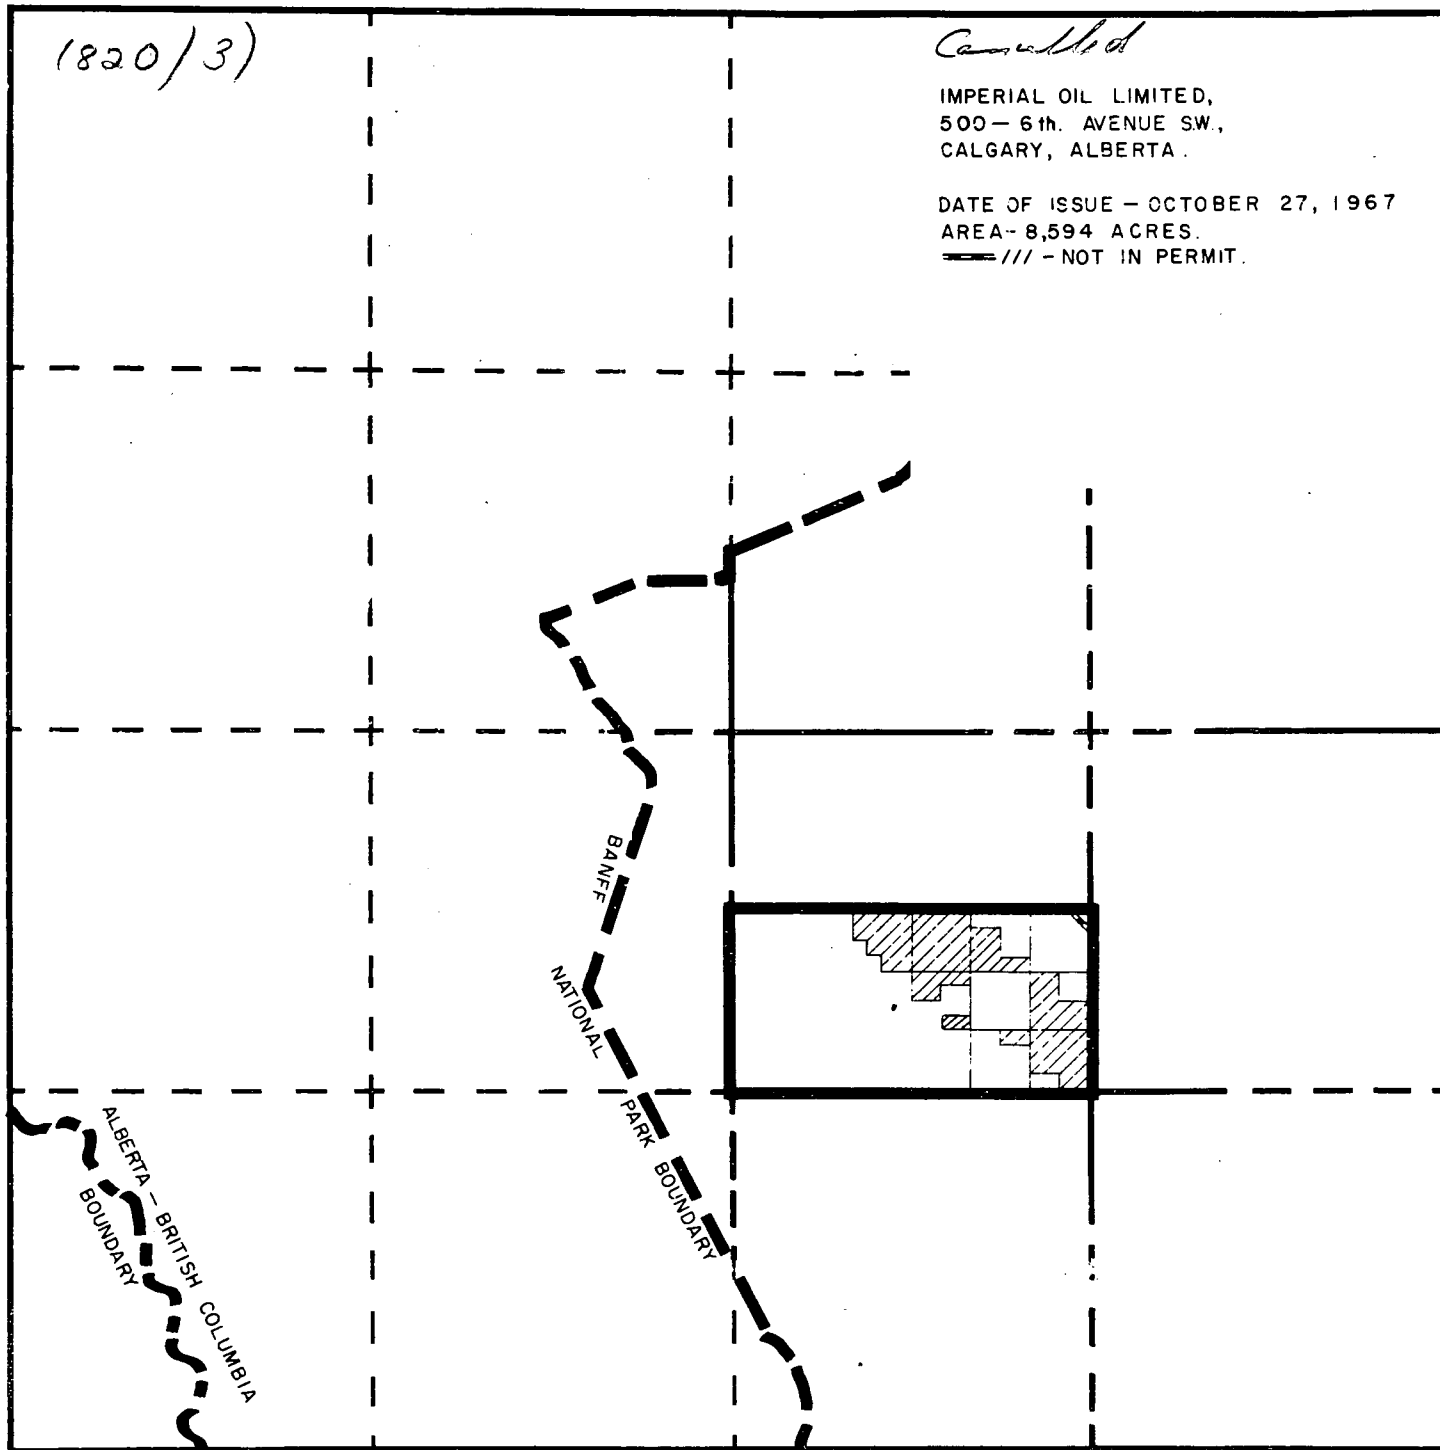 (820/3)
Cancelled
IMPERIAL OIL LIMITED,
500 – 6th. AVENUE S.W.,
CALGARY, ALBERTA.
DATE OF ISSUE – OCTOBER 27, 1967
AREA – 8,594 ACRES.
/// – NOT IN PERMIT.
BANFF
NATIONAL
PARK BOUNDARY
ALBERTA – BRITISH COLUMBIA
BOUNDARY